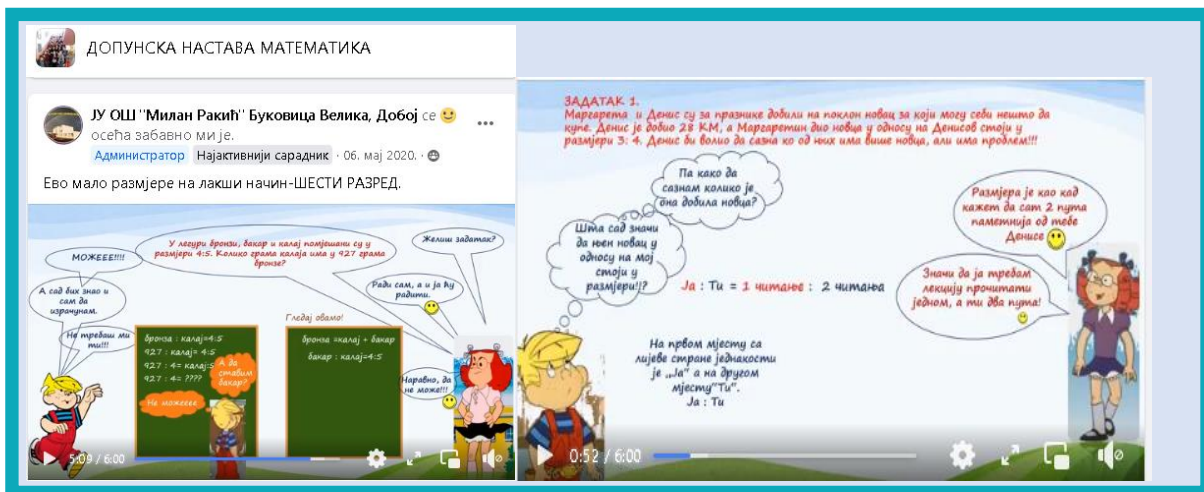 ДОПУНСКА НАСТАВА МАТЕМАТИКА
ЈУ ОШ "Милан Ракић" Буковица Велика, Добој се
осећа забавно ми је.
Администратор Најактивнији сарадник · 06. мај 2020. ·
Ево мало размјере на лакши начин-ШЕСТИ РАЗРЕД.
У легури бронзи, бакар и калај помјешани су у
размјери 4:5. Колико грама калаја има у 927 грама
бронзе?
Желиш задатак?
МОЖЕЕЕ!!!!
Ради сам, а и ја ћу
радити.
А сад бих знао и
сам да
израчунам.
Не требаш ми
ти!!!
Гледај овамо!
бронза : калај=4:5
927 : калај= 4:5
927 : 4= калај:5
927 : 4= ????
А да
ставим
бакар?
Не можееее
бронза =калај + бакар
бакар : калај=4:5
Наравно, да
не може!!!
5:09 / 6:00
ЗАДАТАК 1.
Маргарета и Денис су за празнике добили на поклон новац за који могу себи нешто да
купе. Денис је добио 28 КМ, а Маргаретин дио новца у односу на Денисов стоји у
размјери 3: 4. Денис би волио да сазна ко од њих има више новца, али има проблем!!!
Па како да
сазнам колико је
она добила новца?
Шта сад значи
да њен новац у
односу на мој
стоји у
размјери!)?
Размјера је као кад
кажет да сат 2 пута
паметнија од тебе
Денисе
Ја : Ти = 1 читање : 2 читања
Значи да ја требам
лекцију прочитати
једном, а ти два пута!
На првом мјесту са
лијеве стране једнакости
је „Ја" а на другом
мјесту"Ти".
Ја : Ти
0:52 / 6:00